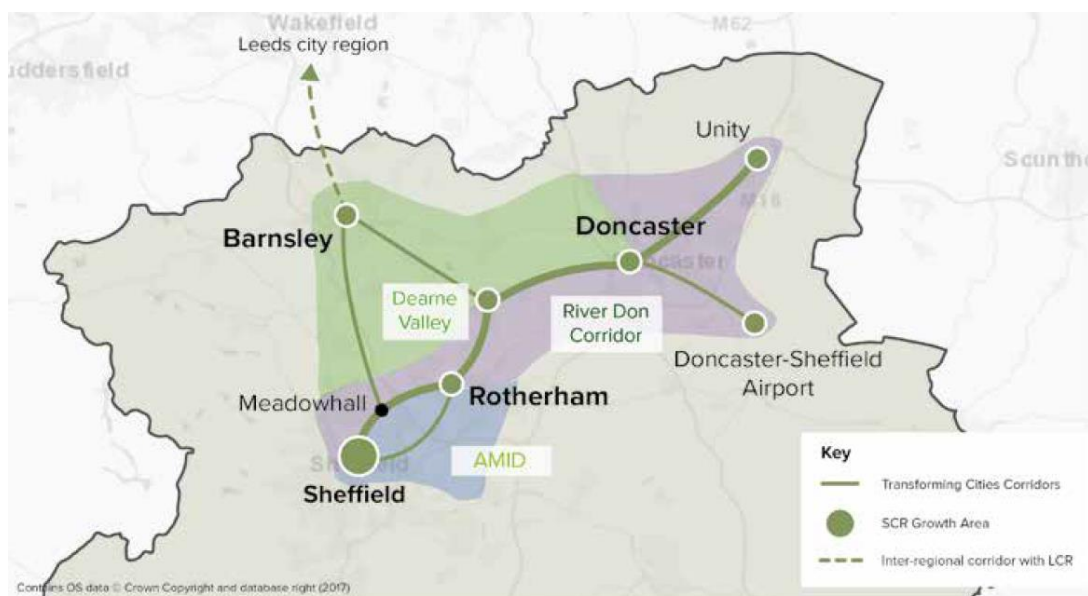 Wakefield
M62
Leeds city region
uddersfield
Unity
Scunthe
M18
Doncaster
Barnsley
Dearne
Valley
River Don
Corridor
Doncaster-Sheffield
Airport
Meadowhall
Rotherham
AMID
Sheffield
Key
Transforming Cities Corridors
SCR Growth Area
Inter-regional corridor with LCR
Contains OS data © Crown Copyright and database right (2017)